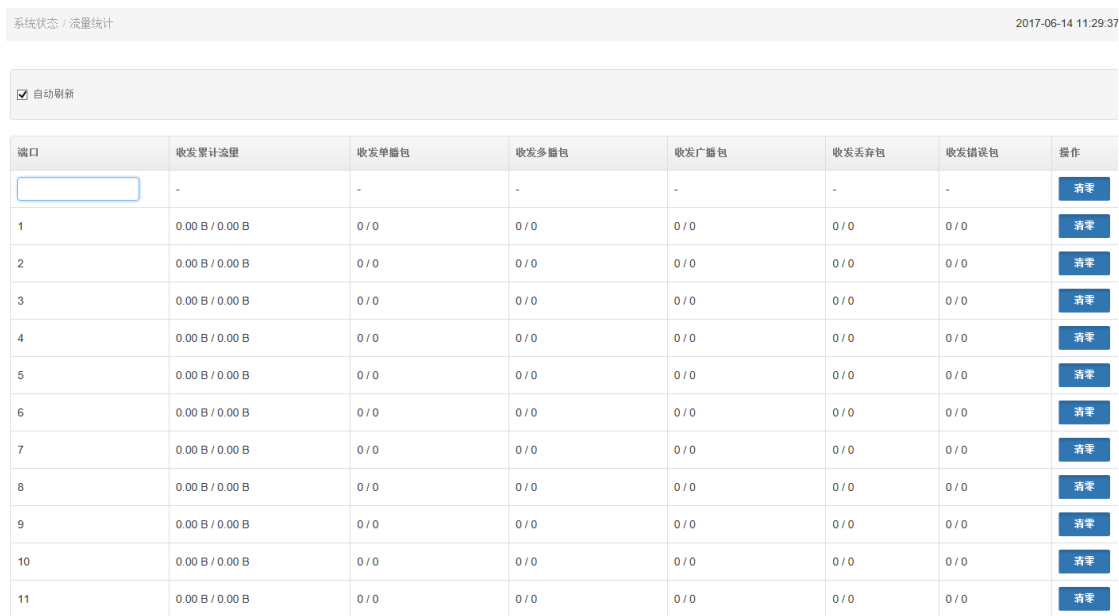 系统状态 / 流量统计 2017-06-14 11:29:37
自动刷新
端口 收发累计流量 收发单播包 收发多播包 收发广播包 收发丢弃包 收发错误包 操作
- - - - - - 清零
1 0.00 B / 0.00 B 0 / 0 0 / 0 0 / 0 0 / 0 0 / 0 清零
2 0.00 B / 0.00 B 0 / 0 0 / 0 0 / 0 0 / 0 0 / 0 清零
3 0.00 B / 0.00 B 0 / 0 0 / 0 0 / 0 0 / 0 0 / 0 清零
4 0.00 B / 0.00 B 0 / 0 0 / 0 0 / 0 0 / 0 0 / 0 清零
5 0.00 B / 0.00 B 0 / 0 0 / 0 0 / 0 0 / 0 0 / 0 清零
6 0.00 B / 0.00 B 0 / 0 0 / 0 0 / 0 0 / 0 0 / 0 清零
7 0.00 B / 0.00 B 0 / 0 0 / 0 0 / 0 0 / 0 0 / 0 清零
8 0.00 B / 0.00 B 0 / 0 0 / 0 0 / 0 0 / 0 0 / 0 清零
9 0.00 B / 0.00 B 0 / 0 0 / 0 0 / 0 0 / 0 0 / 0 清零
10 0.00 B / 0.00 B 0 / 0 0 / 0 0 / 0 0 / 0 0 / 0 清零
11 0.00 B / 0.00 B 0 / 0 0 / 0 0 / 0 0 / 0 0 / 0 清零